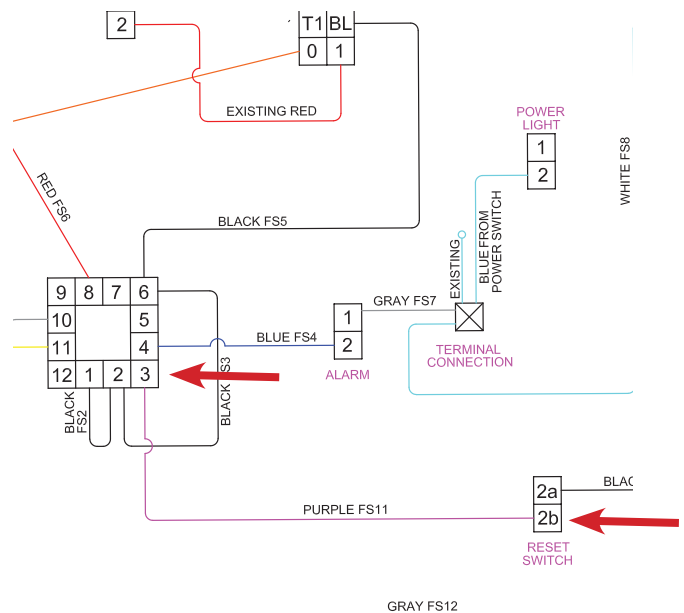 2
T1 BL
0 1
EXISTING RED
POWER
LIGHT
1
2
WHITE FS8
RED FS6
BLACK FS5
EXISTING
BLUE FROM
POWER SWITCH
9 8 7 6
10 5
11 4
12 1 2 3
GRAY FS7
1
2
BLUE FS4
ALARM
TERMINAL
CONNECTION
BLACK
FS2
BLACK S3
2a
2b
BLAC
PURPLE FS11
RESET
SWITCH
GRAY FS12